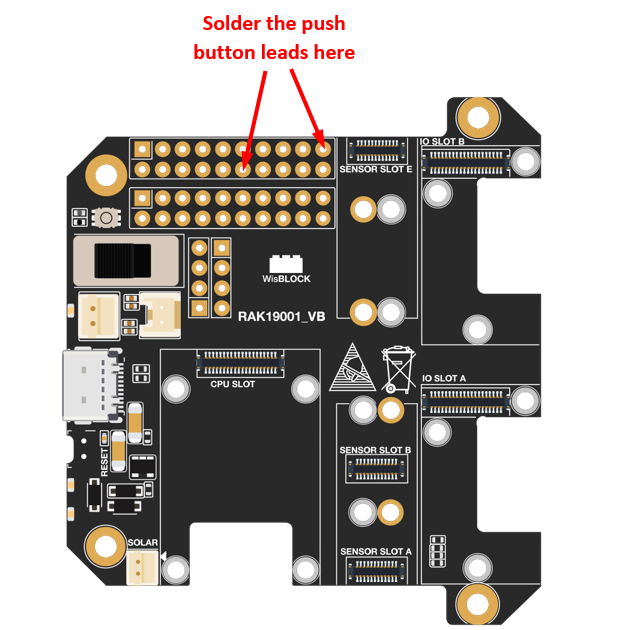 Solder the push
button leads here
IO SLOT B
SENSOR SLOT E
WisBLOCK
RAK19001_VB
CPU SLOT
IO SLOT A
RESET
SENSOR SLOT B
SOLAR
SENSOR SLOT A